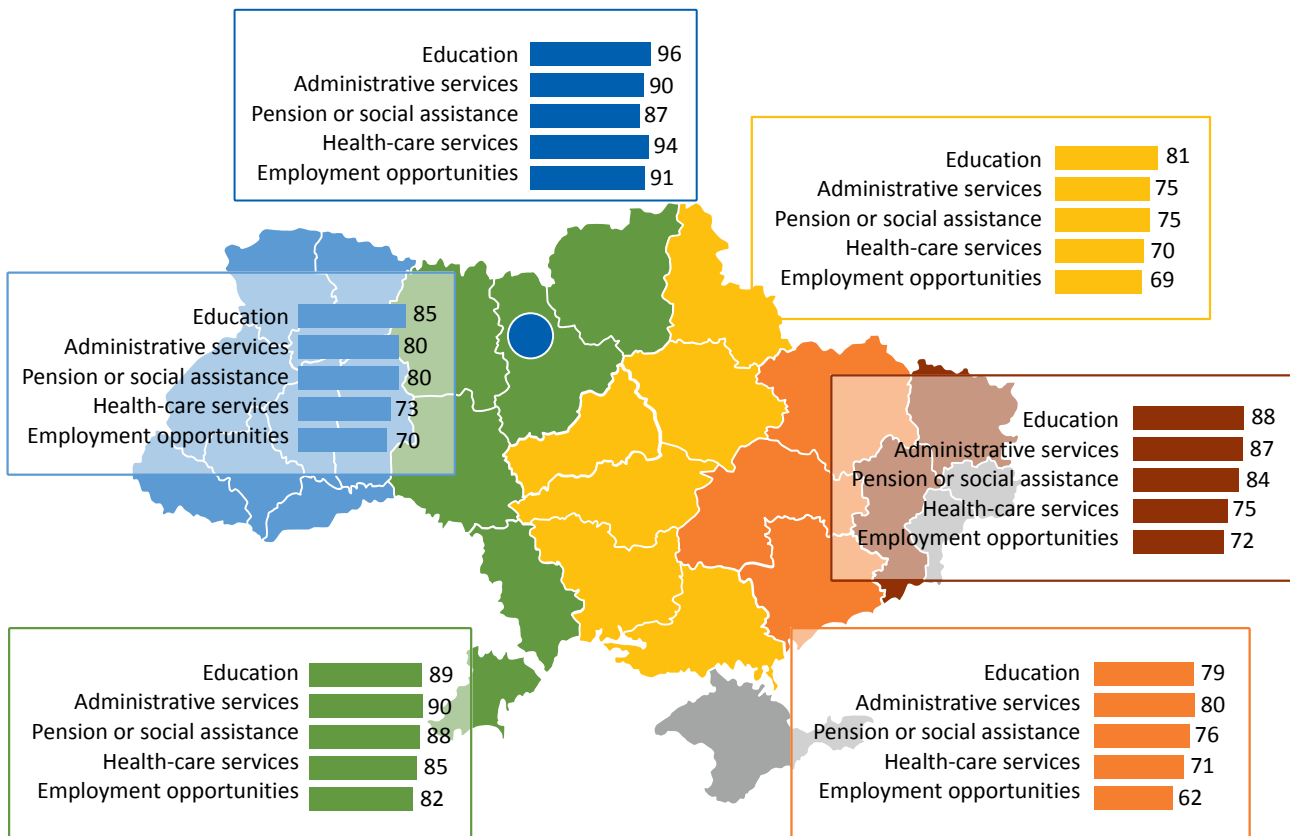 Education 96
Administrative services 90
Pension or social assistance 87
Health-care services 94
Employment opportunities 91
Education 81
Administrative services 75
Pension or social assistance 75
Health-care services 70
Employment opportunities 69
Education 85
Administrative services 80
Pension or social assistance 80
Health-care services 73
Employment opportunities 70
Education 88
Administrative services 87
Pension or social assistance 84
Health-care services 75
Employment opportunities 72
Education 89
Administrative services 90
Pension or social assistance 88
Health-care services 85
Employment opportunities 82
Education 79
Administrative services 80
Pension or social assistance 76
Health-care services 71
Employment opportunities 62